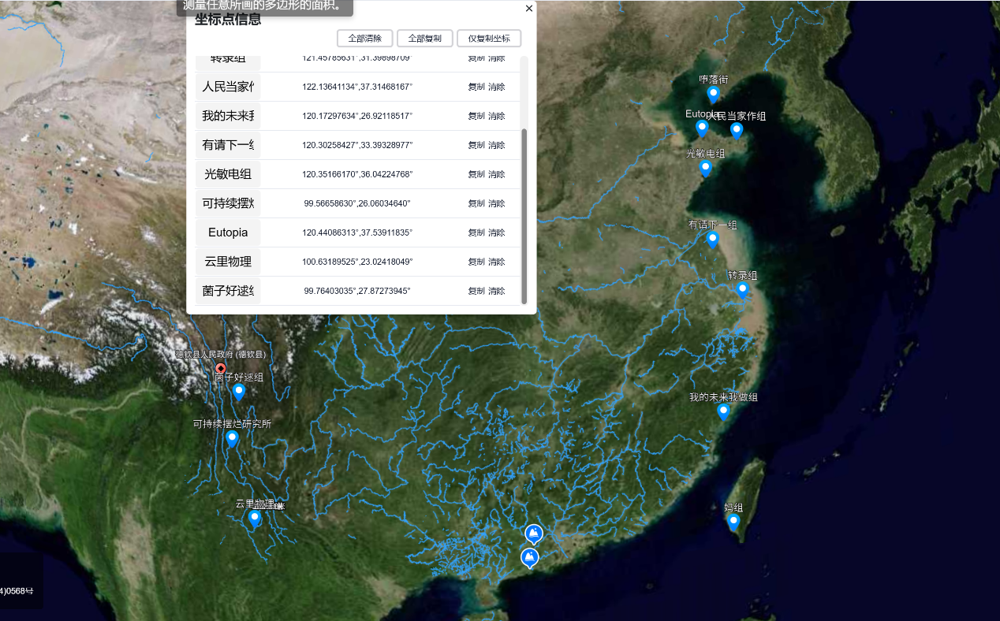 测量任意所画的多边形的面积。
坐标点信息
全部清除 全部复制 仅复制坐标
转录组 121.45785631°,31.39898709° 复制 清除
人民当家作 122.13641134°,37.31468167° 复制 清除
我的未来我 120.17297634°,26.92118517° 复制 清除
有请下一组 120.30258427°,33.39328977° 复制 清除
光敏电组 120.35166170°,36.04224768° 复制 清除
可持续摆烂 99.56658630°,26.06034640° 复制 清除
Eutopia 120.44086313°,37.53911835° 复制 清除
云里物理 100.63189525°,23.02418049° 复制 清除
菌子好逑组 99.76403035°,27.87273945° 复制 清除
堕落街
Eutopia
人民当家作组
光敏电组
有请下一组
转录组
德钦县人民政府 (德钦县)
菌子好逑组
我的未来我做组
可持续摆烂研究所
云里物理
妈组
4)0568号